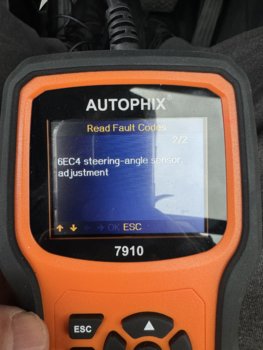 AUTOPHIX
Read Fault Codes
2/2
6EC4 steering-angle sensor
adjustment
OK ESC
7910
ESC